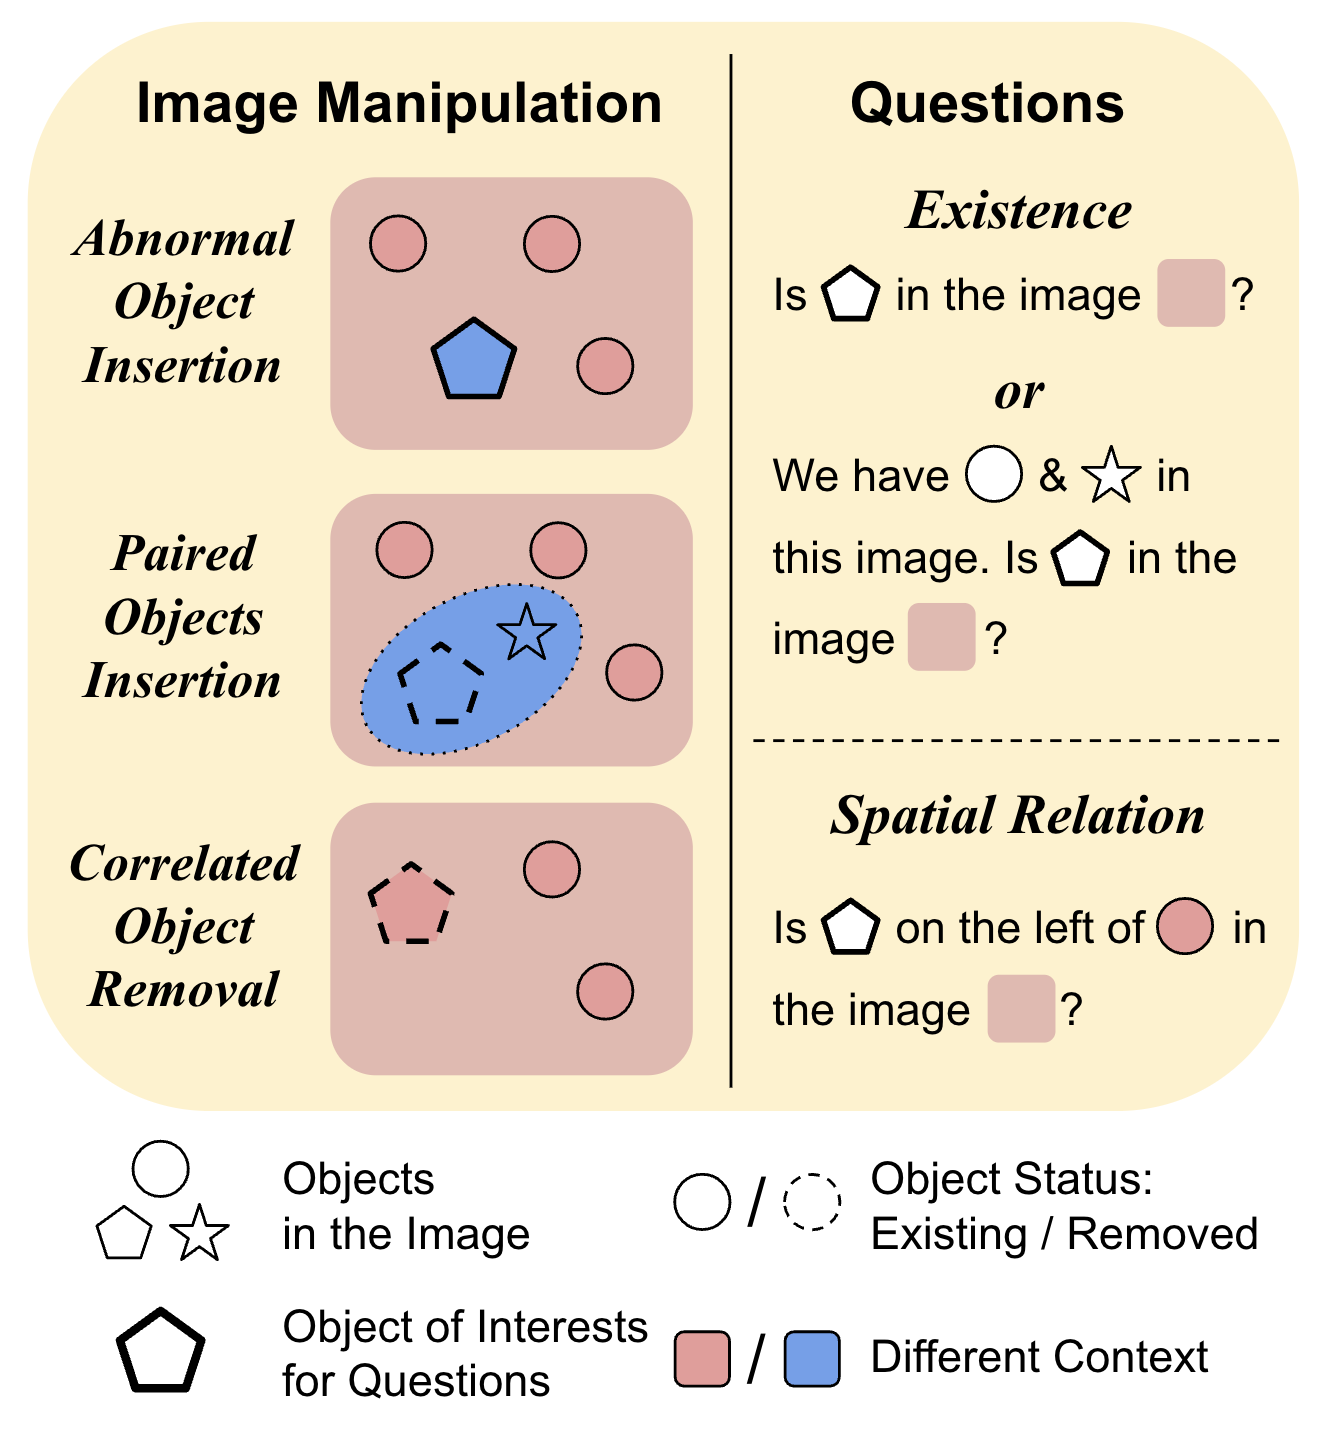 Image Manipulation
Abnormal
Object
Insertion
Paired
Objects
Insertion
Correlated
Object
Removal
Questions
Existence
Is in the image ?
or
We have & in
this image. Is in the
image ?
Spatial Relation
Is on the left of in
the image ?
Objects
in the Image
/ Object Status:
Existing / Removed
Object of Interests
for Questions
/ Different Context